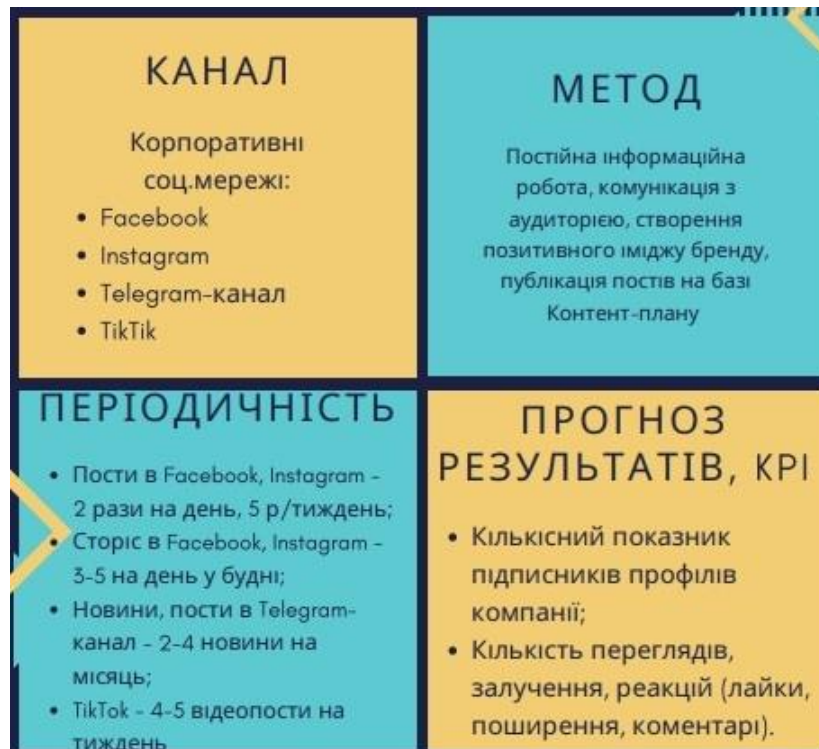 КАНАЛ
Корпоративні
соц.мережі:
• Facebook
• Instagram
• Telegram-канал
• TikTik
МЕТОД
Постійна інформаційна
робота, комунікація з
аудиторією, створення
позитивного іміджу бренду,
публікація постів на базі
Контент-плану
ПЕРІОДИЧНІСТЬ
• Пости в Facebook, Instagram -
2 рази на день, 5 р/тиждень;
• Сторіс в Facebook, Instagram -
3-5 на день у будні;
• Новини, пости в Telegram-
канал - 2-4 новини на
місяць;
• TikTok - 4-5 відеопости на
тиждень
ПРОГНОЗ
РЕЗУЛЬТАТІВ, KPI
• Кількісний показник
підписників профілів
компанії;
• Кількість переглядів,
залучення, реакцій (лайки,
поширення, коментарі).